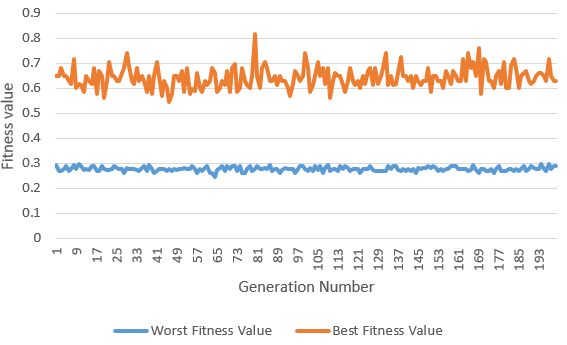 0.9
0.8
0.7
0.6
0.5
0.4
0.3
0.2
0.1
0
Fitness value
1 9 17 25 33 41 49 57 65 73 81 89 97 105 113 121 129 137 145 153 161 169 177 185 193
Generation Number
Worst Fitness Value Best Fitness Value